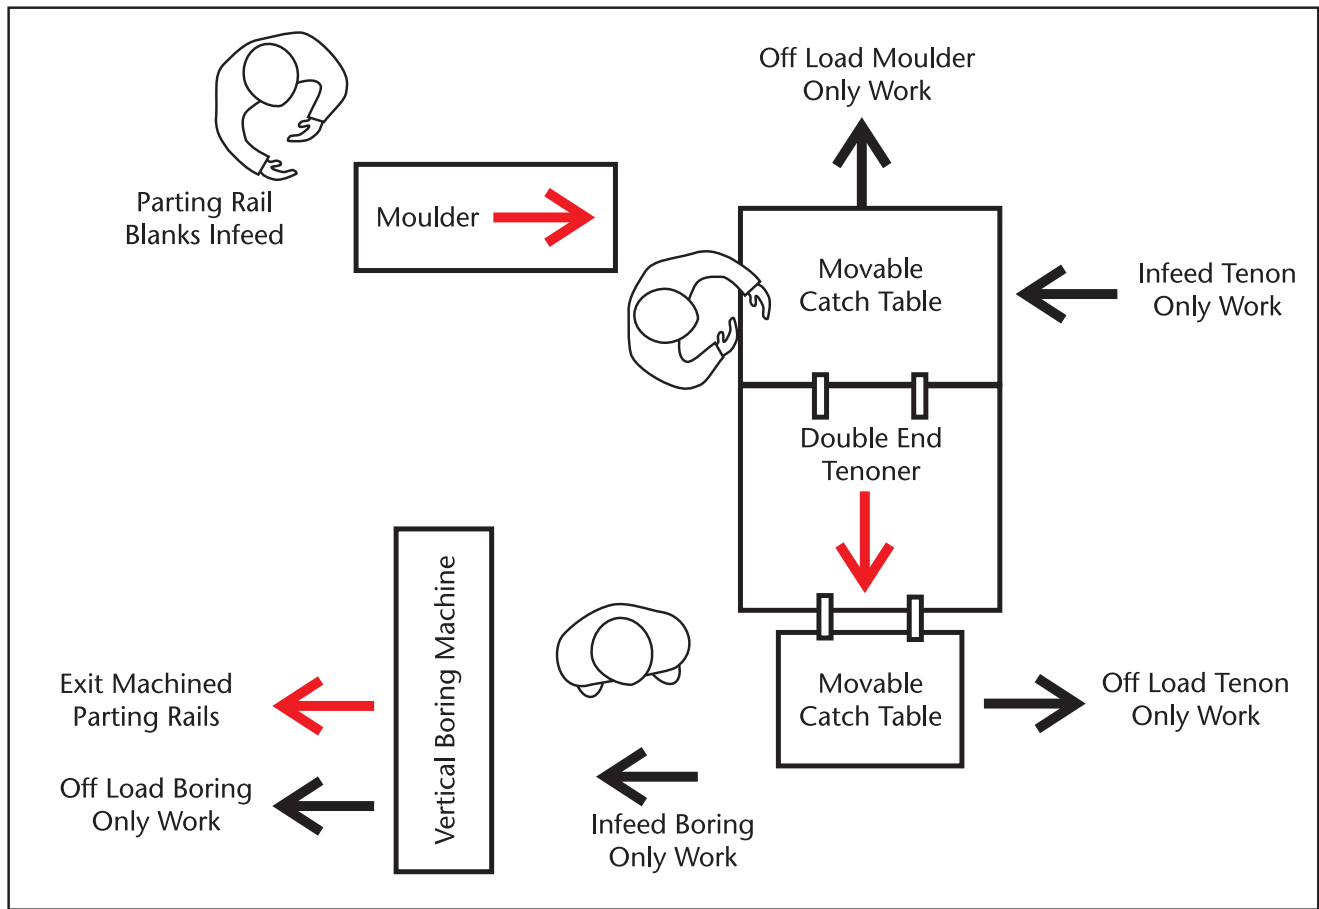 Off Load Moulder
Only Work
Parting Rail
Blanks Infeed
Moulder
Movable
Catch Table
Infeed Tenon
Only Work
Double End
Tenoner
Vertical Boring Machine
Exit Machined
Parting Rails
Off Load Boring
Only Work
Infeed Boring
Only Work
Movable
Catch Table
Off Load Tenon
Only Work